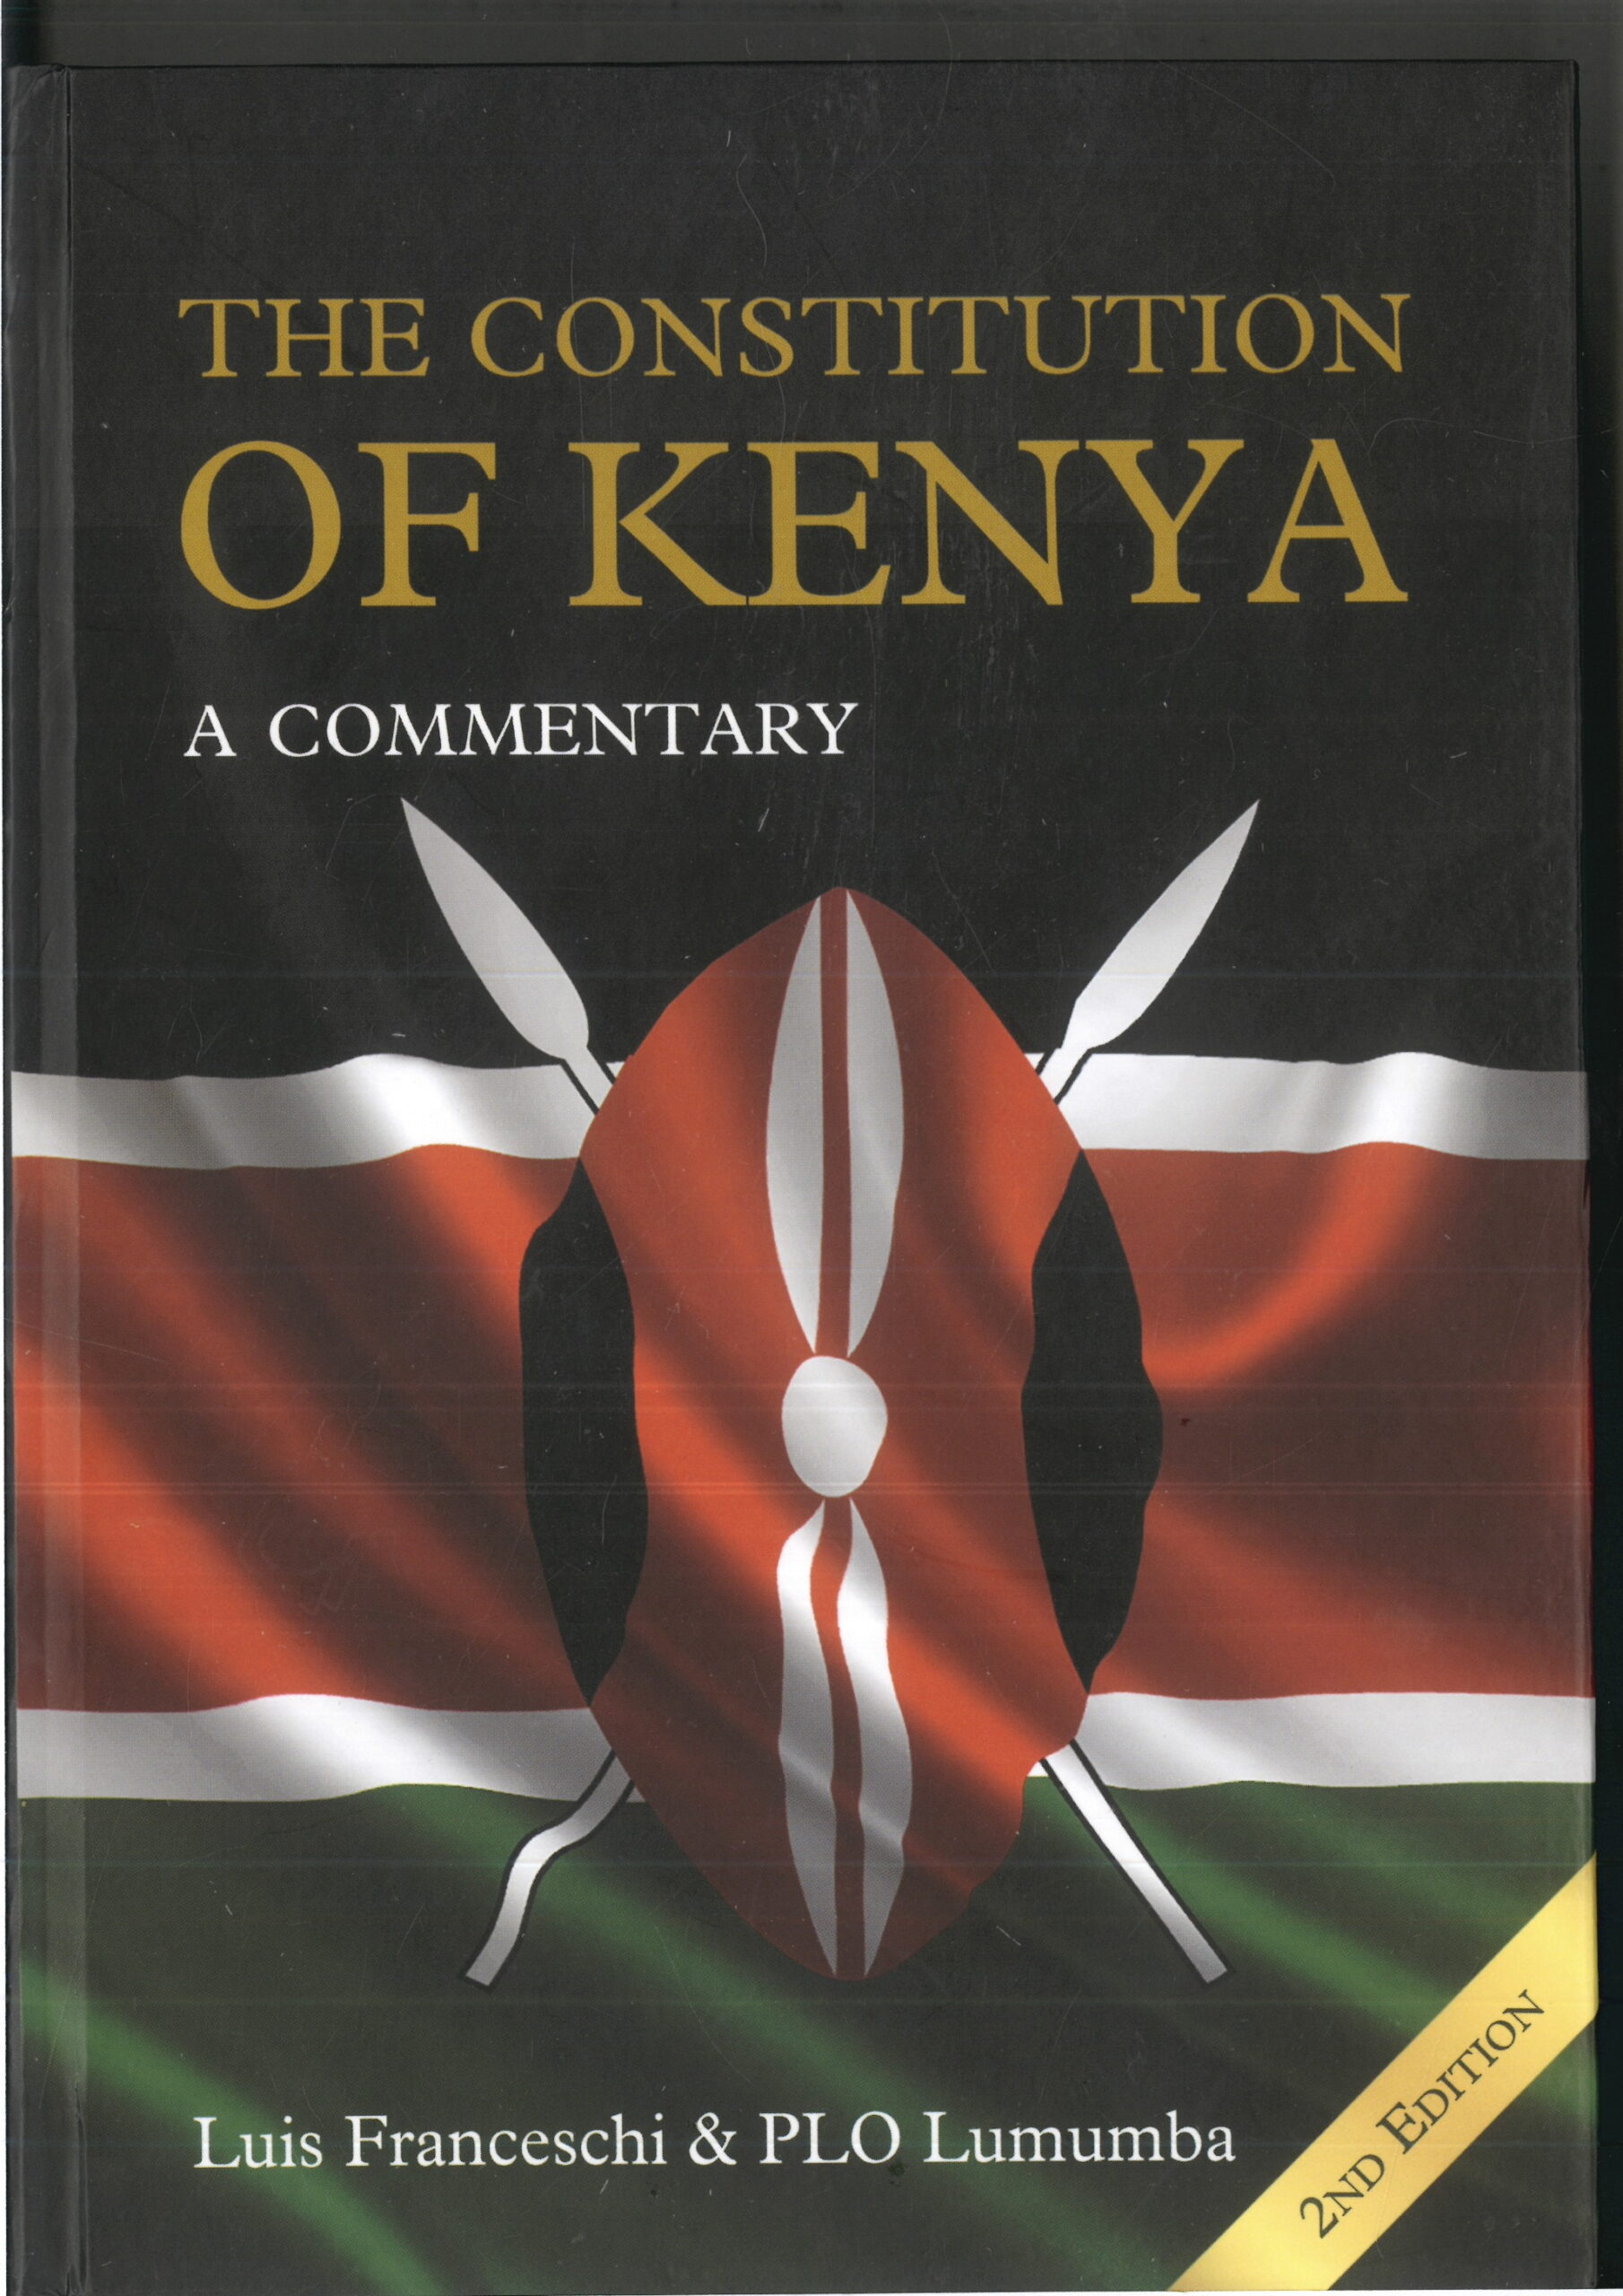 THE CONSTITUTION
OF KENYA
A COMMENTARY
Luis Franceschi & PLO Lumumba
2ND EDITION